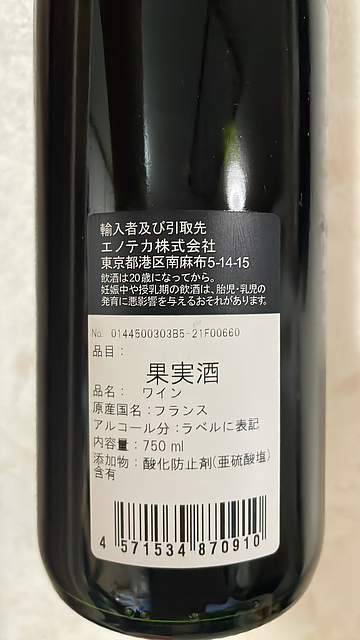 輸入者及び引取先
エノテカ株式会社
東京都港区南麻布5-14-15
飲酒は20歳になってから。
妊娠中や授乳期の飲酒は、胎児・乳児の
発育に悪影響を与えるおそれがあります。
No. 0144500303B5-21F00660
品目：
果実酒
品名： ワイン
原産国名：フランス
アルコール分：ラベルに表記
内容量：750 ml
添加物：酸化防止剤(亜硫酸塩)
含有
4 571534 870910